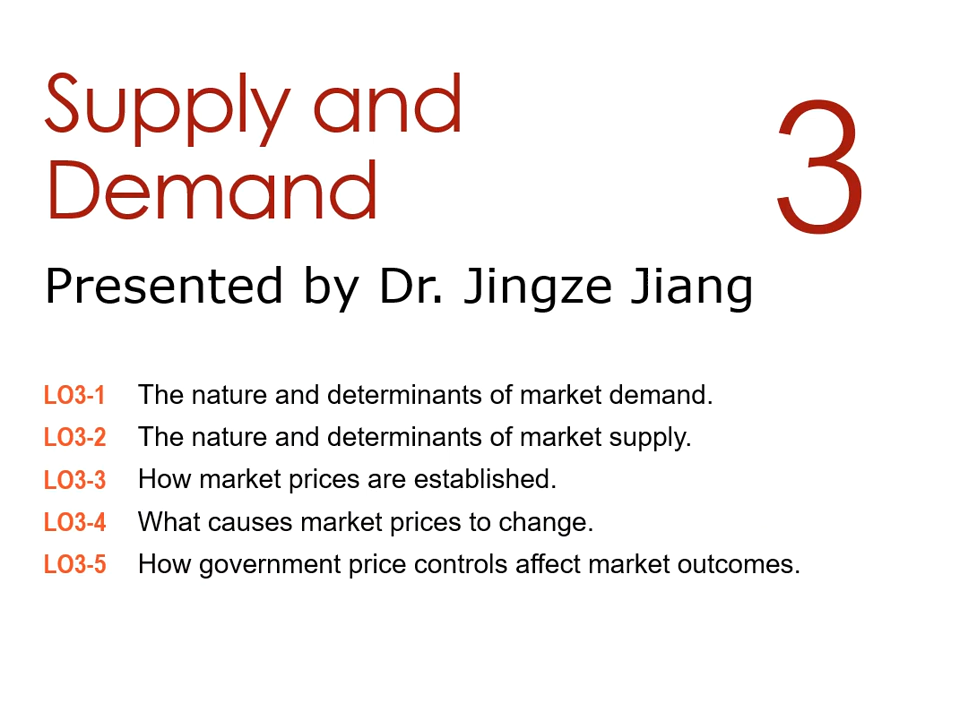 Supply and
Demand
3
Presented by Dr. Jingze Jiang
LO3-1 The nature and determinants of market demand.
LO3-2 The nature and determinants of market supply.
LO3-3 How market prices are established.
LO3-4 What causes market prices to change.
LO3-5 How government price controls affect market outcomes.